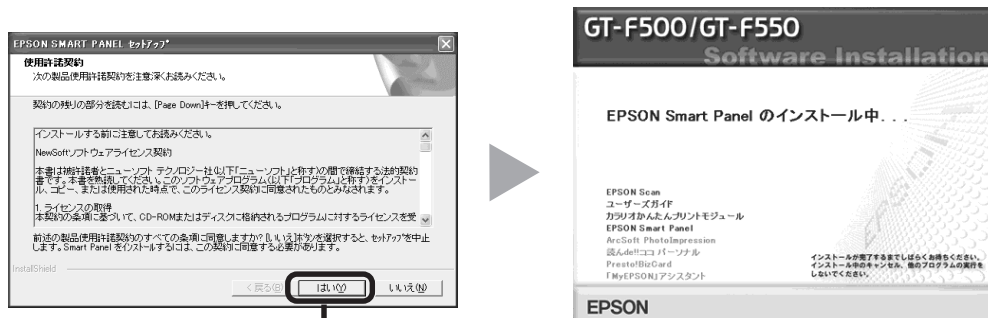 EPSON SMART PANEL セットアップ
使用許諾契約
次の製品使用許諾契約を注意深くお読みください。
契約の残りの部分を読むには、[Page Down]キーを押してください。
インストールする前に注意してお読みください。
NewSoftソフトウェアライセンス契約
本書は被許諾者とニューソフト テクノロジー社(以下「ニューソフト」と称す)の間で締結する法的契約
書です。本書を熟読してください。このソフトウェアプログラム(以下「プログラム」と称す)をインストー
ル、コピー、または使用された時点で、このライセンス契約に同意されたものとみなされます。
1. ライセンスの取得
本契約の条項に基づいて、CD-ROMまたはディスクに格納されるプログラムに対するライセンスを受
前述の製品使用許諾契約のすべての条項に同意しますか? [いいえ]ボタンを選択すると、セットアップを中止
します。Smart Panel をインストールするには、この契約に同意する必要があります。
InstallShield
< 戻る(B)
はい(Y)
いいえ(N)
GT-F500/GT-F550
Software Installation
EPSON Smart Panel のインストール中. . .
EPSON Scan
ユーザーズガイド
カラリオかんたんプリントモジュール
EPSON Smart Panel
ArcSoft PhotoImpression
読んde!!ココ パーソナル
Presto!BizCard
「MyEPSON」アシスタント
インストールが完了するまでしばらくお待ちください。
インストール中のキャンセル、他のプログラムの実行を
しないでください。
EPSON